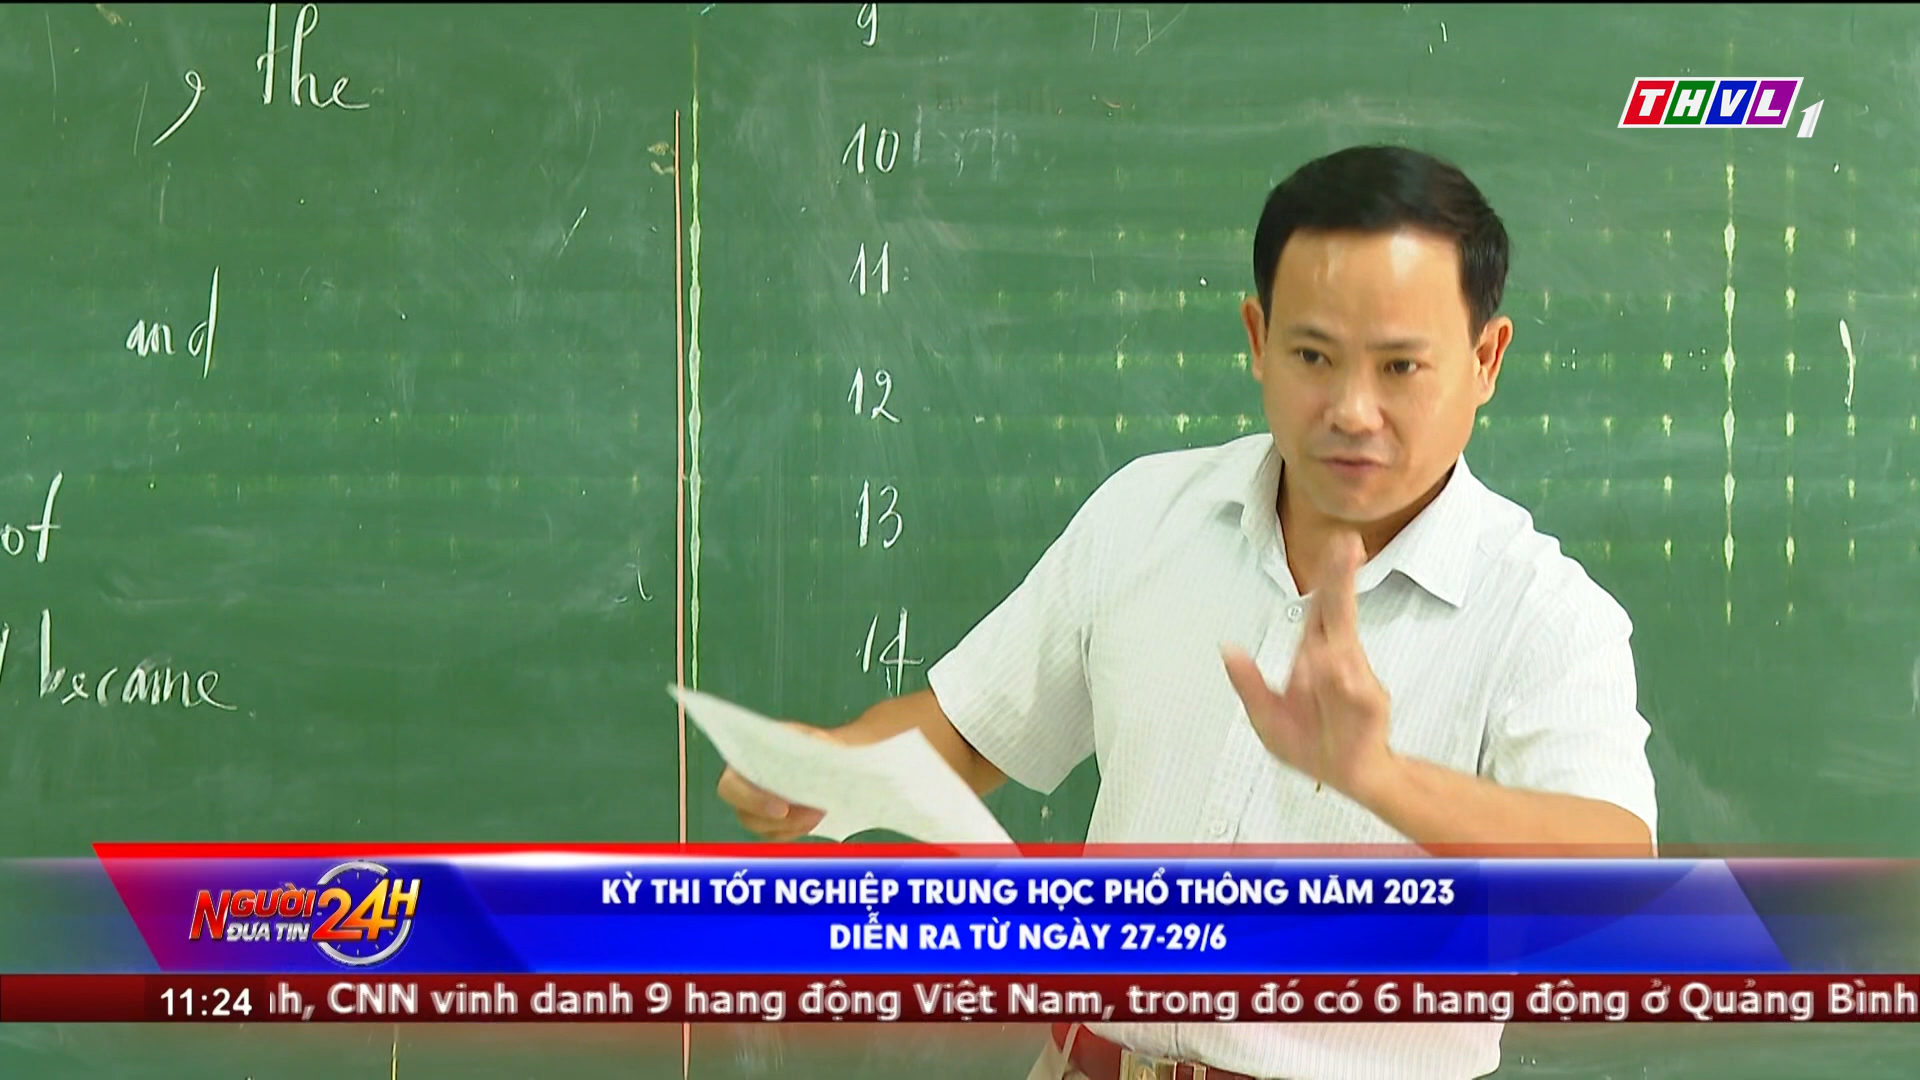 , the
and
of
became
9
10
11
12
13
14
THVL1
NGƯỜI ĐƯA TIN 24H
KỲ THI TỐT NGHIỆP TRUNG HỌC PHỔ THÔNG NĂM 2023
DIỄN RA TỪ NGÀY 27-29/6
11:24
h, CNN vinh danh 9 hang động Việt Nam, trong đó có 6 hang động ở Quảng Bình